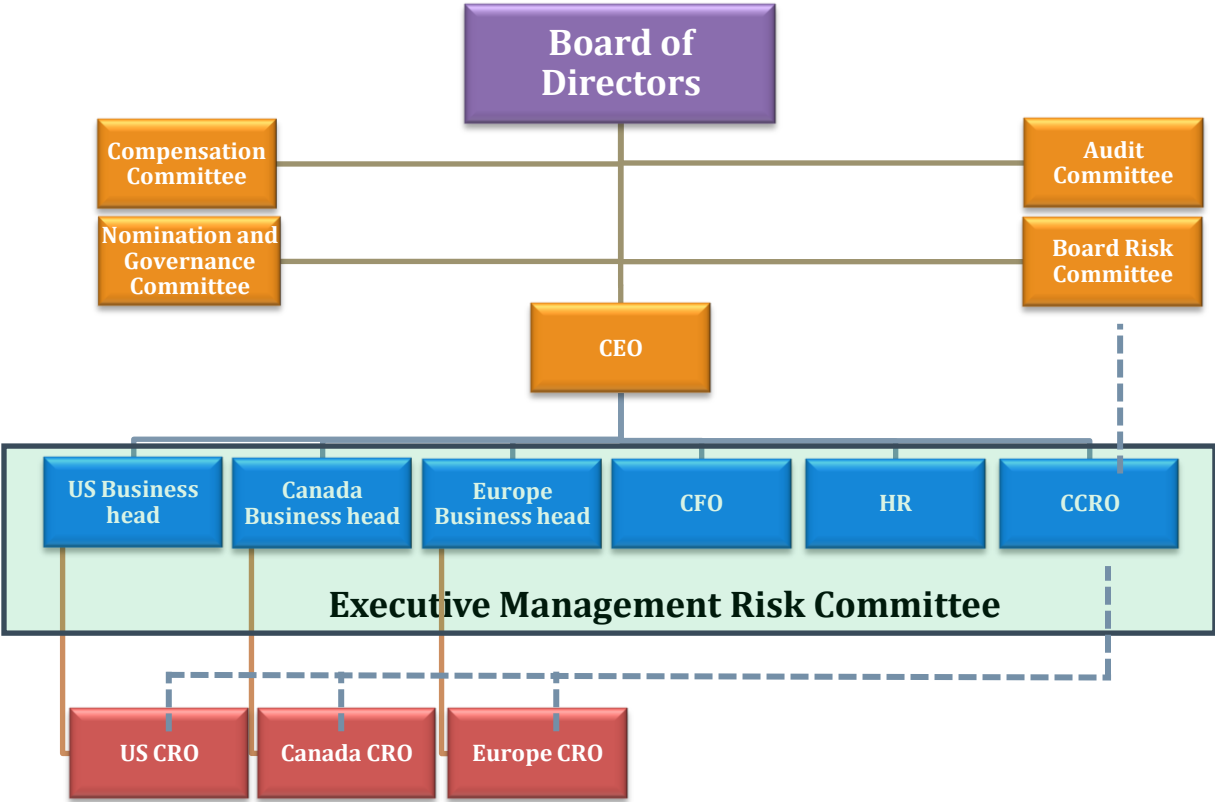 Board of
Directors
Compensation
Committee
Audit
Committee
Nomination and
Governance
Committee
Board Risk
Committee
CEO
US Business
head
Canada
Business head
Europe
Business head
CFO
HR
CCRO
Executive Management Risk Committee
US CRO
Canada CRO
Europe CRO